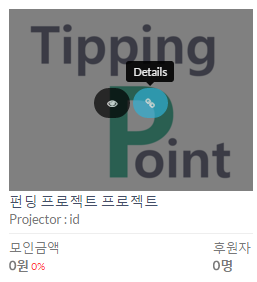 Tipping
Details
Point
펀딩 프로젝트 프로젝트
Projector : id
모인금액 후원자
0원 0% 0명